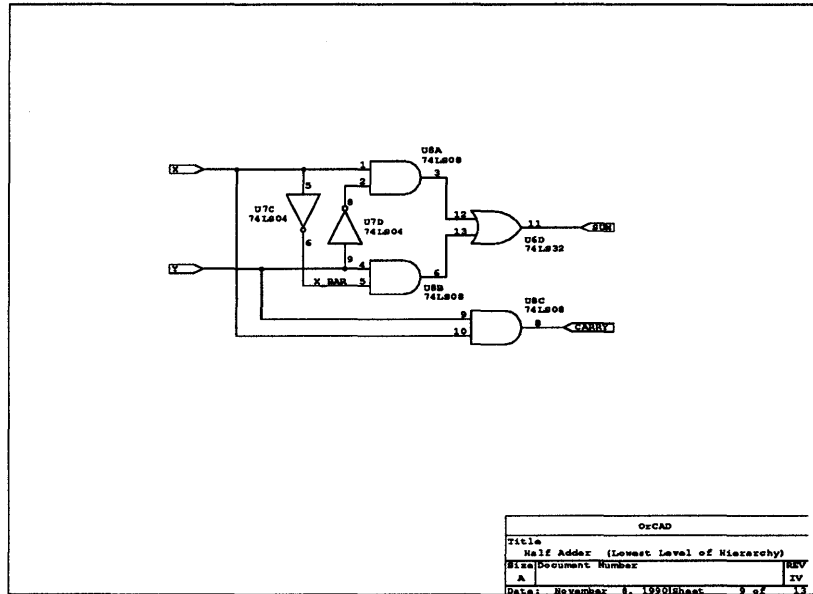 U8A
74LS08
X
1
2
3
5
U7C
74LS04
6
8
U7D
74LS04
9
12
13
11
SUM
U6D
74LS32
Y
4
5
X_BAR
6
U8B
74LS08
U8C
74LS08
9
10
8
CARRY
OrCAD
Title
Half Adder (Lowest Level of Hierarchy)
Size Document Number REV
A IV
Date: November 8, 1990 Sheet 9 of 13